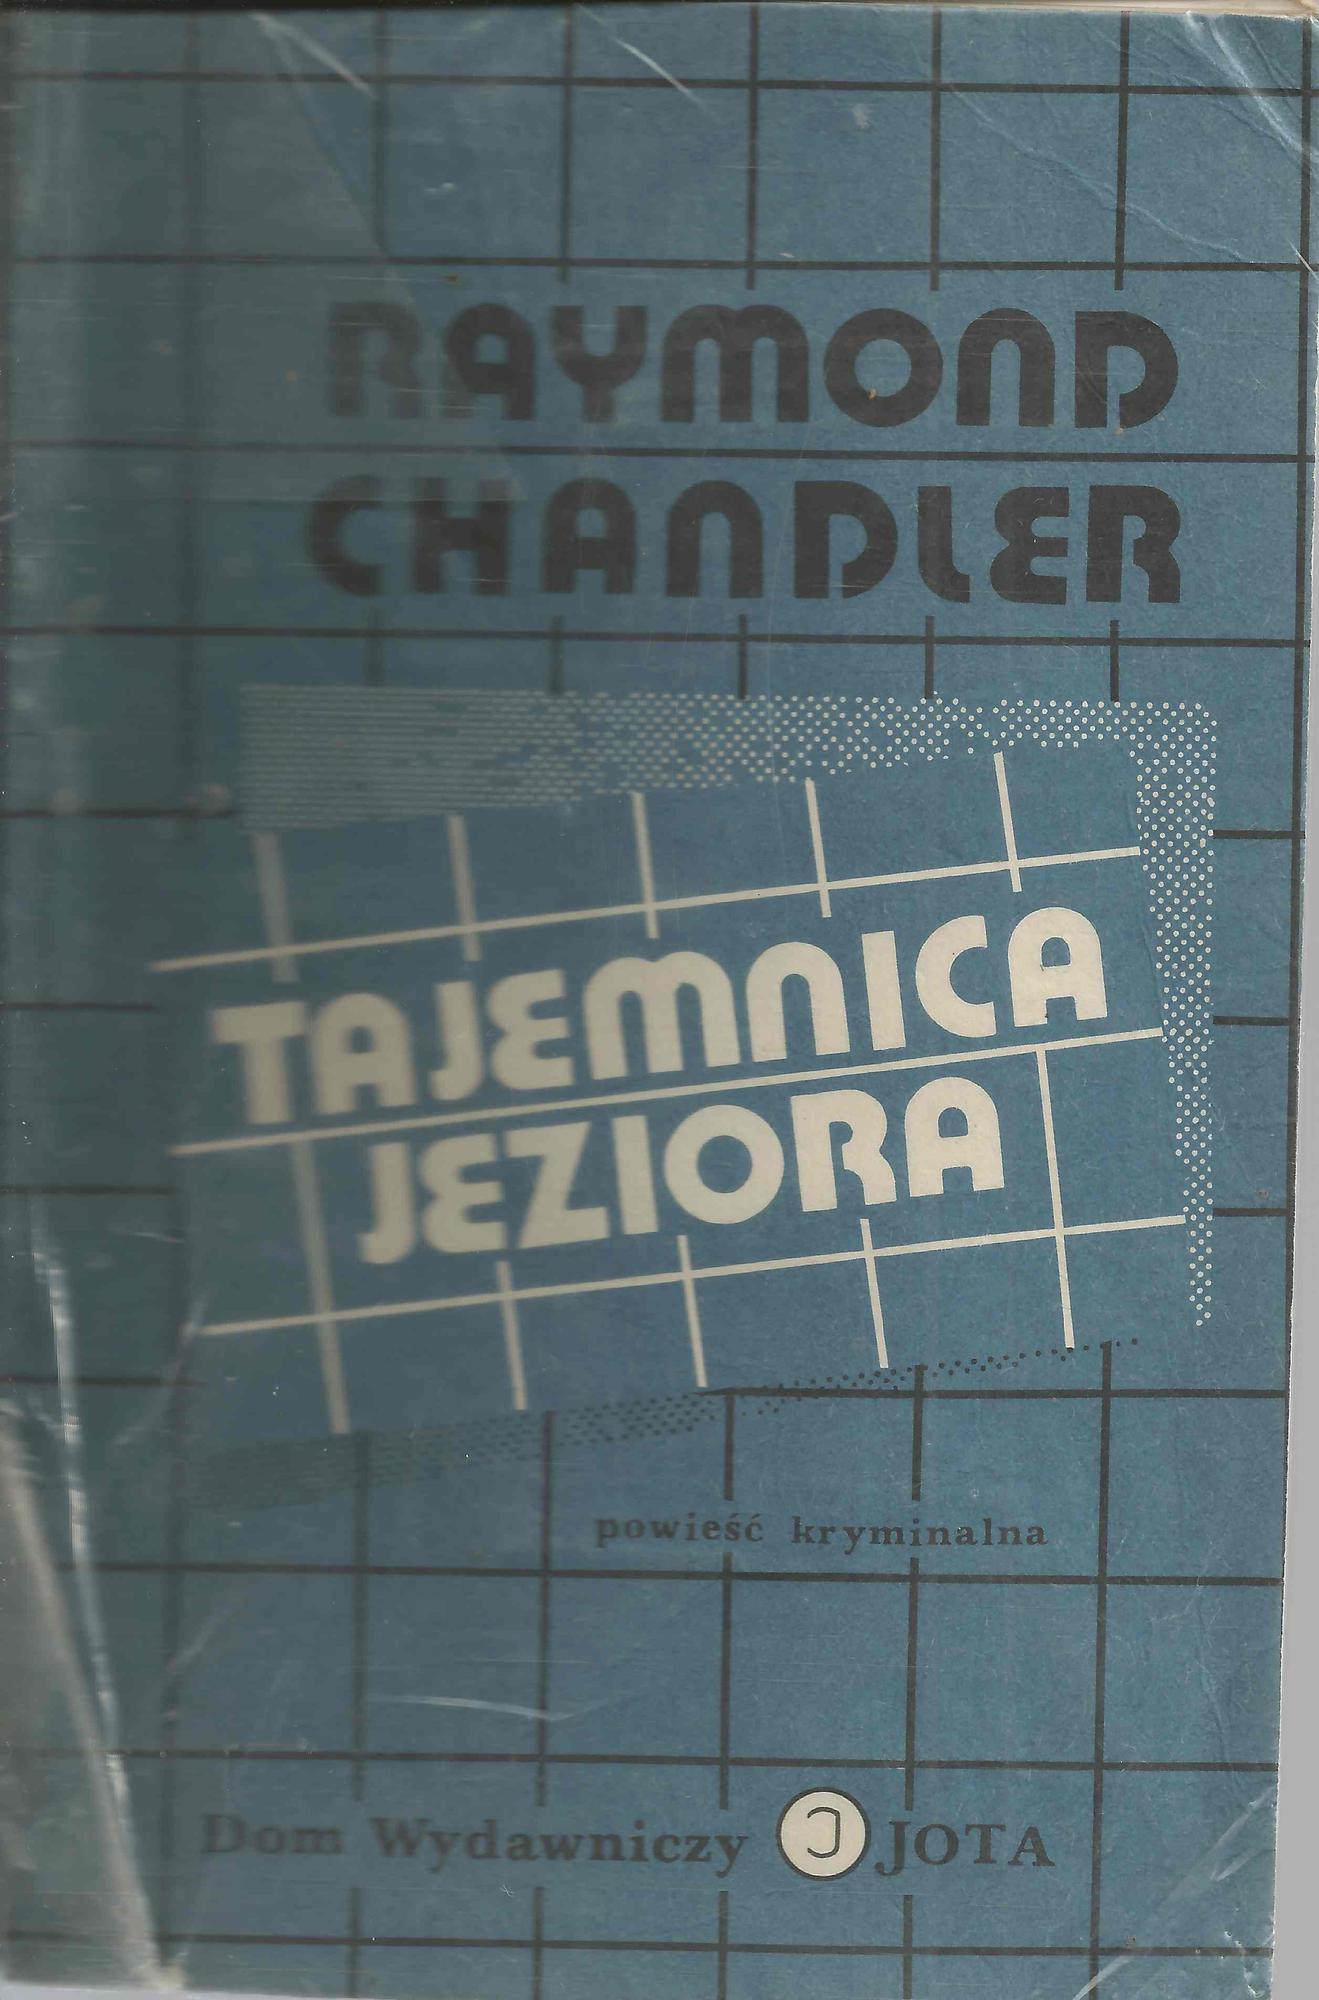 RAYMOND
CHANDLER
TAJEMNICA
JEZIORA
powieść kryminalna
Dom Wydawniczy J JOTA